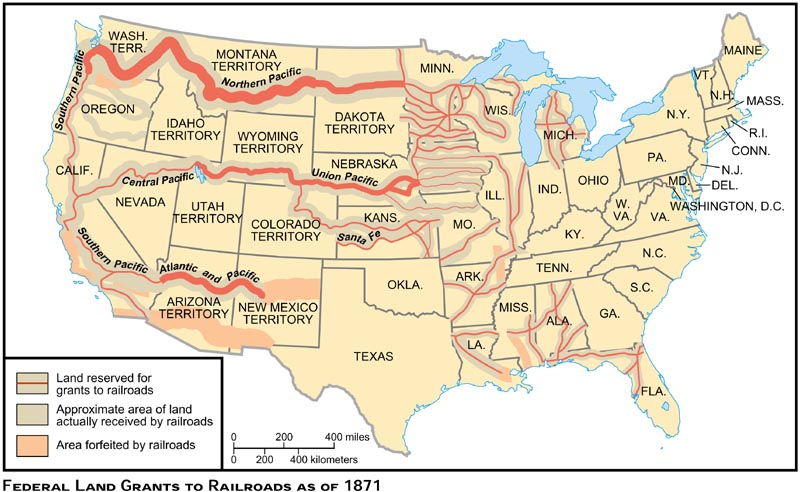 WASH.
TERR.
MONTANA
TERRITORY
Northern Pacific
MINN.
MAINE
VT.
N.H.
MASS.
Southern Pacific
OREGON
IDAHO
TERRITORY
WYOMING
TERRITORY
DAKOTA
TERRITORY
WIS.
MICH.
N.Y.
R.I.
CONN.
CALIF.
Central Pacific
NEBRASKA
Union Pacific
PA.
N.J.
NEVADA
UTAH
TERRITORY
COLORADO
TERRITORY
ILL.
IND.
OHIO
MD.
DEL.
WASHINGTON, D.C.
KANS.
Santa Fe
MO.
W.
VA.
VA.
KY.
Southern Pacific
Atlantic and Pacific
N.C.
TENN.
ARIZONA
TERRITORY
NEW MEXICO
TERRITORY
OKLA.
ARK.
S.C.
MISS.
ALA.
GA.
TEXAS
LA.
FLA.
Land reserved for
grants to railroads
Approximate area of land
actually received by railroads
Area forfeited by railroads
0 200 400 miles
0 200 400 kilometers
FEDERAL LAND GRANTS TO RAILROADS AS OF 1871